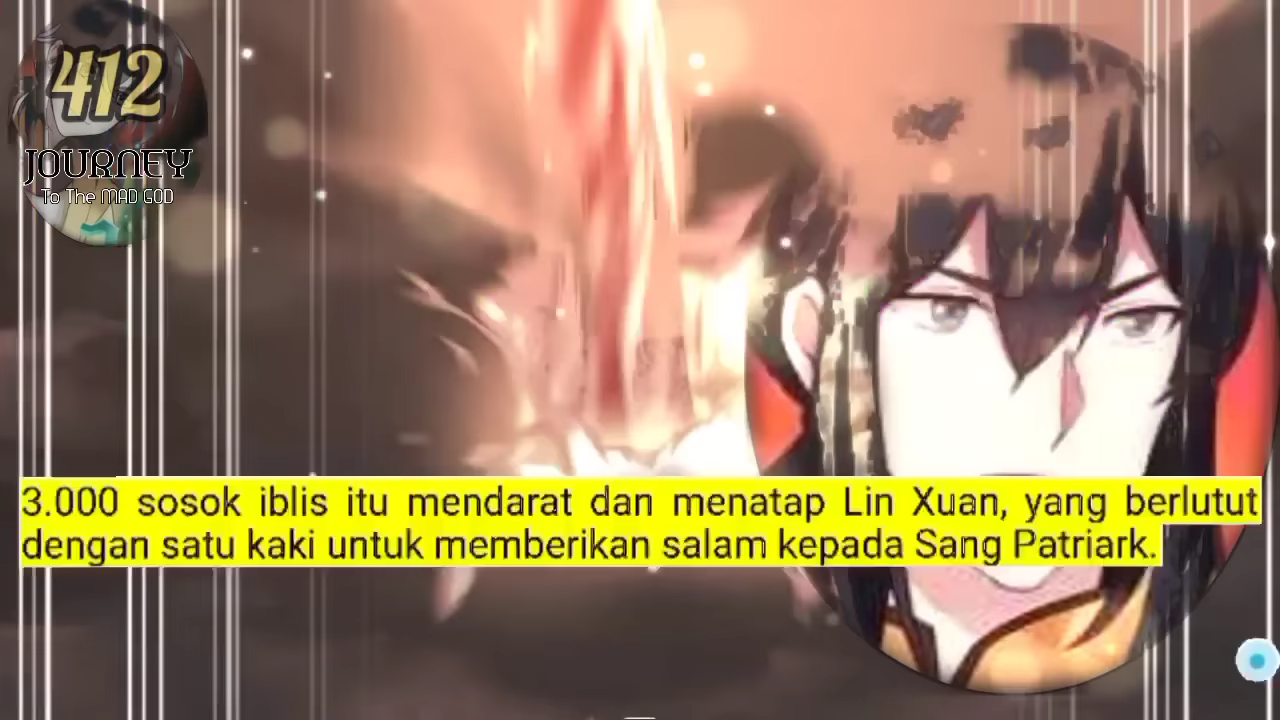 412
JOURNEY
To The MAD GOD
3.000 sosok iblis itu mendarat dan menatap Lin Xuan, yang berlutut
dengan satu kaki untuk memberikan salam kepada Sang Patriark.